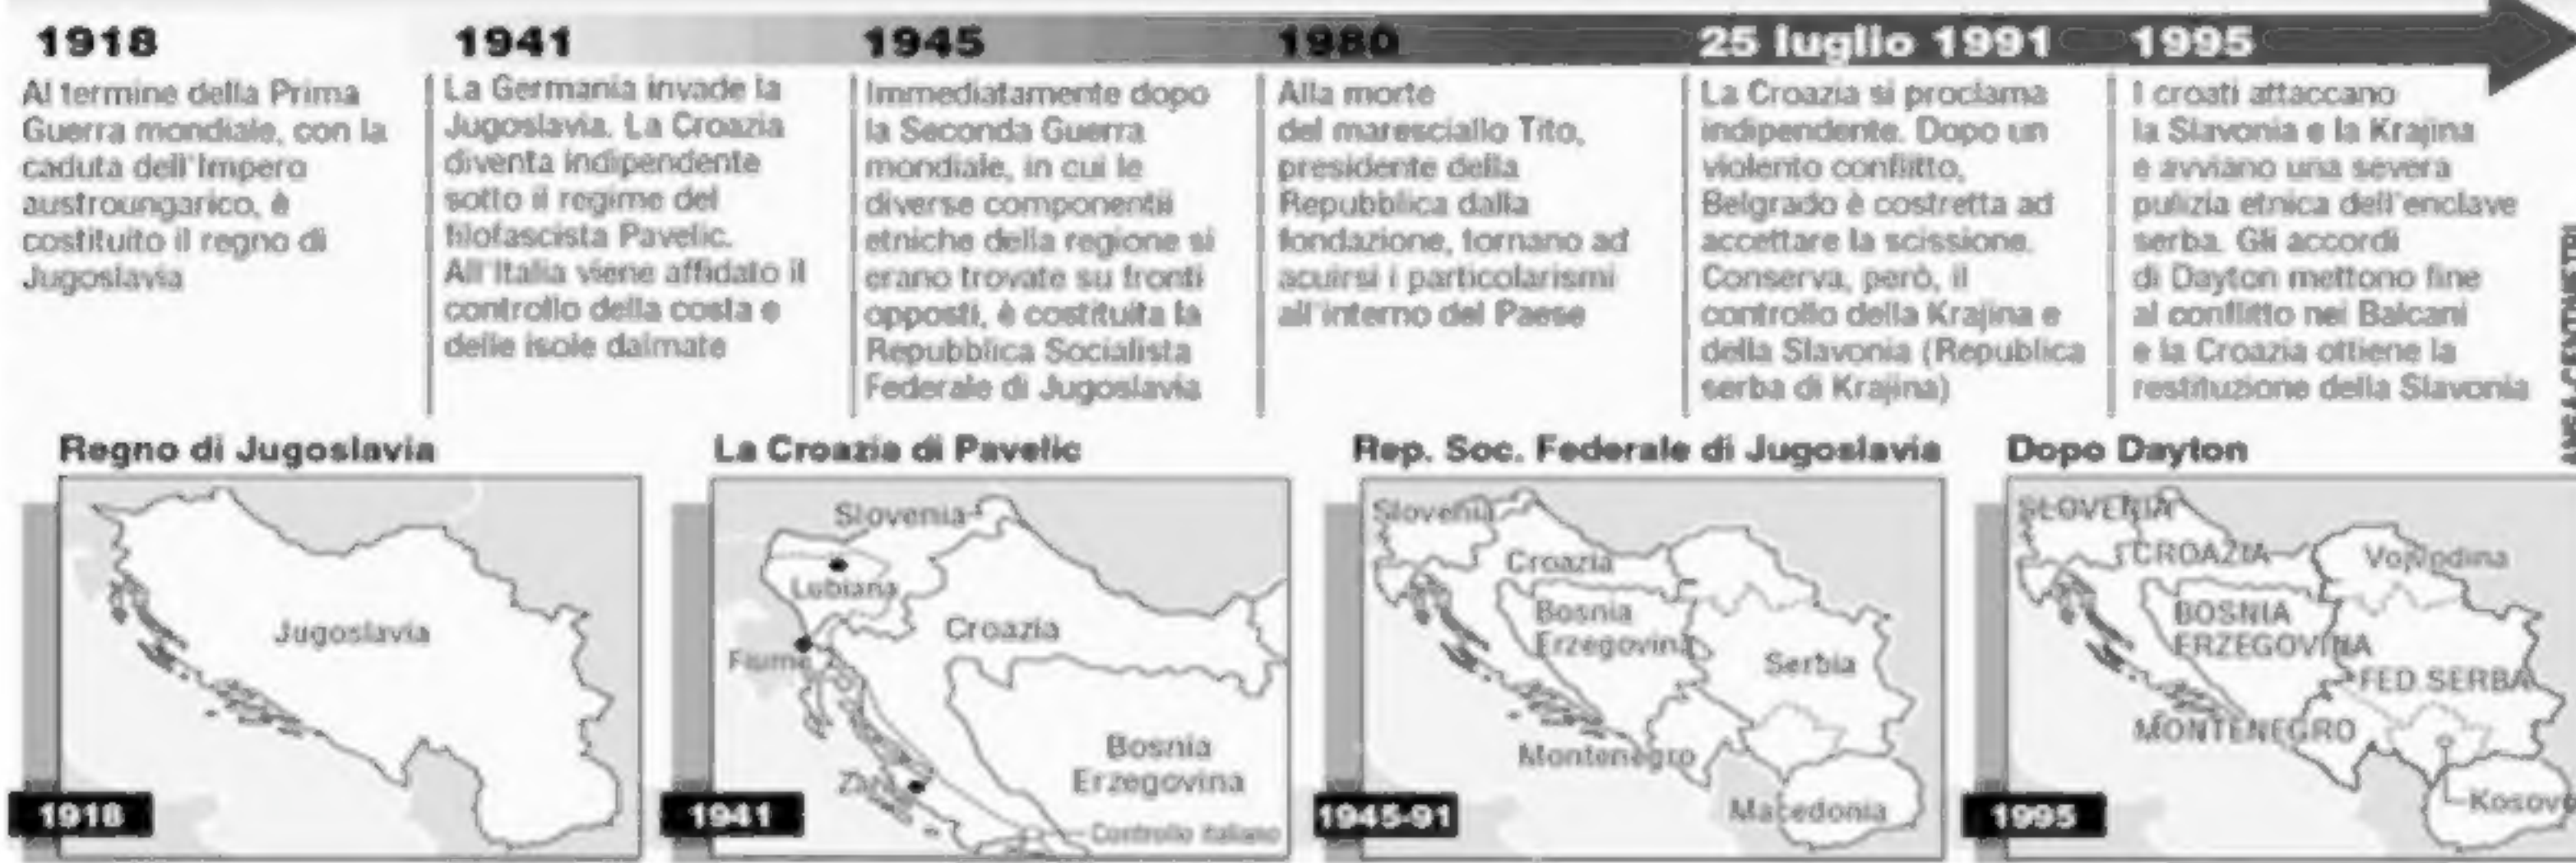 1918
Al termine della Prima
Guerra mondiale, con la
caduta dell'Impero
austroungarico, è
costituito il regno di
Jugoslavia
1941
La Germania invade la
Jugoslavia. La Croazia
diventa indipendente
sotto il regime del
filofascista Pavelic.
All'Italia viene affidato il
controllo della costa e
delle isole dalmate
1945
Immediatamente dopo
la Seconda Guerra
mondiale, in cui le
diverse componentii
etniche della regione si
erano trovate su fronti
opposti, è costituita la
Repubblica Socialista
Federale di Jugoslavia
1980
Alla morte
del maresciallo Tito,
presidente della
Repubblica dalla
fondazione, tornano ad
acuirsi i particolarismi
all'interno del Paese
25 luglio 1991
La Croazia si proclama
indipendente. Dopo un
violento conflitto,
Belgrado è costretta ad
accettare la scissione.
Conserva, però, il
controllo della Krajina e
della Slavonia (Republica
serba di Krajina)
1995
I croati attaccano
la Slavonia e la Krajina
e avviano una severa
pulizia etnica dell'enclave
serba. Gli accordi
di Dayton mettono fine
al conflitto nei Balcani
e la Croazia ottiene la
restituzione della Slavonia
Regno di Jugoslavia
Jugoslavia
1918
La Croazia di Pavelic
Slovenia
Lubiana
Croazia
Fiume
Bosnia
Erzegovina
Zara
Controllo italiano
1941
Rep. Soc. Federale di Jugoslavia
Slovenia
Croazia
Bosnia
Erzegovina
Serbia
Montenegro
Macedonia
1945-91
Dopo Dayton
SLOVENIA
CROAZIA
Vojvodina
BOSNIA
ERZEGOVINA
FED SERBA
MONTENEGRO
Kosovo
1995